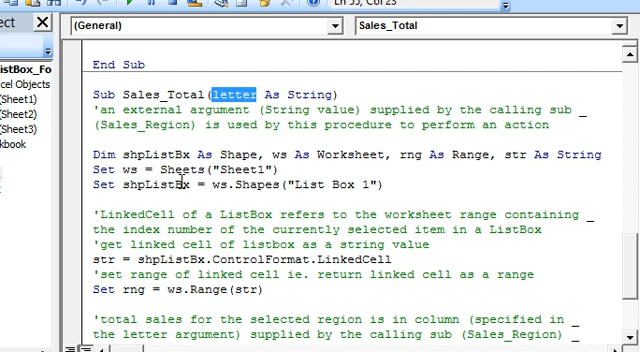 Ln 55, Col 23
ect
(General)
Sales_Total
istBox_Fo
cel Objects
(Sheet1)
(Sheet2)
(Sheet3)
kbook
End Sub
Sub Sales_Total(letter As String)
'an external argument (String value) supplied by the calling sub _
(Sales_Region) is used by this procedure to perform an action
Dim shpListBx As Shape, ws As Worksheet, rng As Range, str As String
Set ws = Sheets("Sheet1")
Set shpListBx = ws.Shapes("List Box 1")
'LinkedCell of a ListBox refers to the worksheet range containing _
the index number of the currently selected item in a ListBox
'get linked cell of listbox as a string value
str = shpListBx.ControlFormat.LinkedCell
'set range of linked cell ie. return linked cell as a range
Set rng = ws.Range(str)
'total sales for the selected region is in column (specified in _
the letter argument) supplied by the calling sub (Sales_Region) _